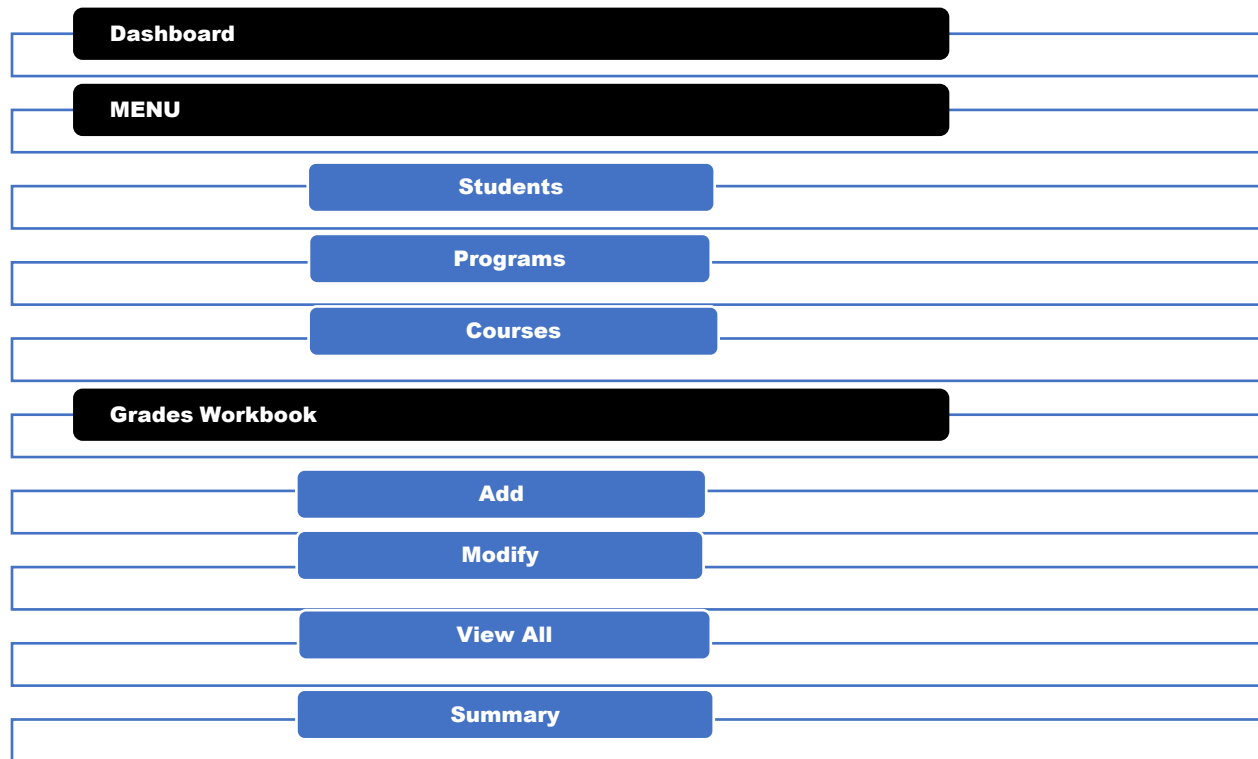 Dashboard
MENU
Students
Programs
Courses
Grades Workbook
Add
Modify
View All
Summary